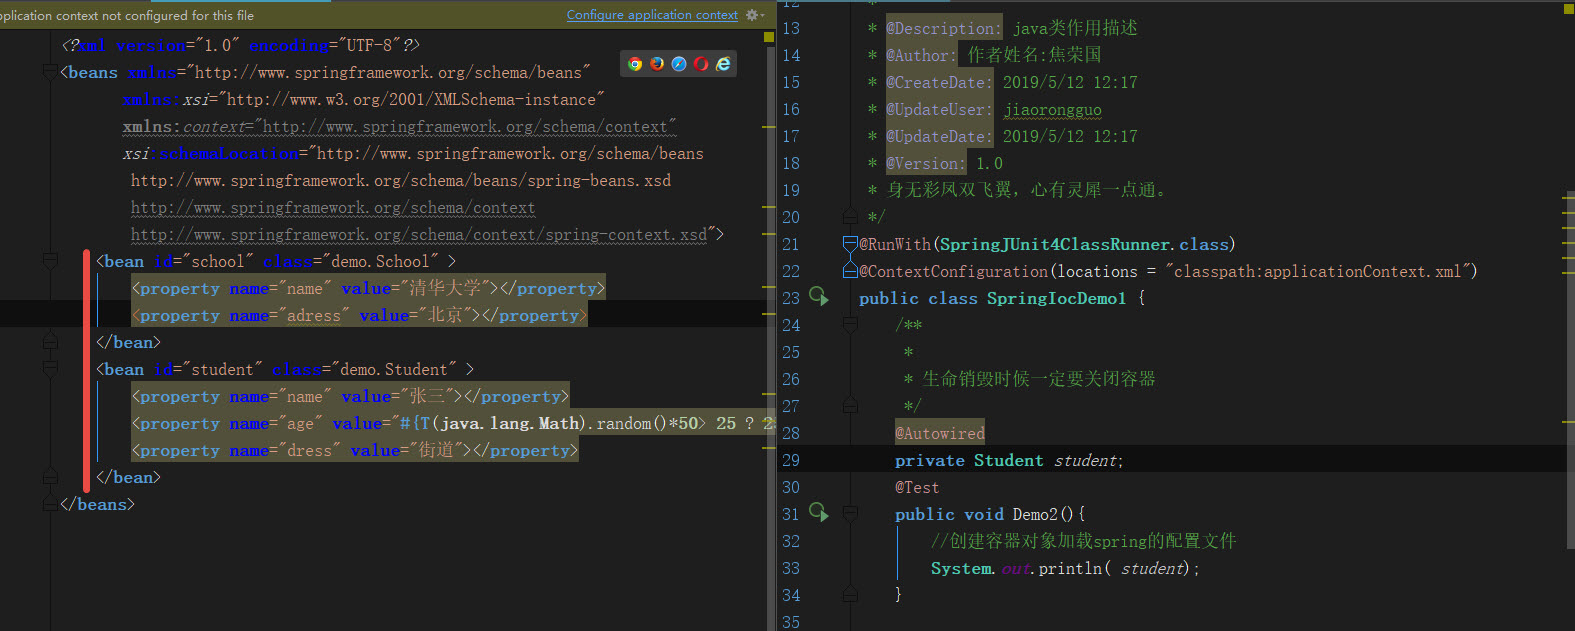 pplication context not configured for this file
Configure application context
<?xml version="1.0" encoding="UTF-8"?>
<beans xmlns="http://www.springframework.org/schema/beans"
xmlns:xsi="http://www.w3.org/2001/XMLSchema-instance"
xmlns:context="http://www.springframework.org/schema/context"
xsi:schemaLocation="http://www.springframework.org/schema/beans
http://www.springframework.org/schema/beans/spring-beans.xsd
http://www.springframework.org/schema/context
http://www.springframework.org/schema/context/spring-context.xsd">
<bean id="school" class="demo.School" >
<property name="name" value="清华大学"></property>
<property name="adress" value="北京"></property>
</bean>
<bean id="student" class="demo.Student" >
<property name="name" value="张三"></property>
<property name="age" value="#{T(java.lang.Math).random()*50> 25 ? 2
<property name="dress" value="街道"></property>
</bean>
</beans>
12 *
13 * @Description: java类作用描述
14 * @Author: 作者姓名:焦荣国
15 * @CreateDate: 2019/5/12 12:17
16 * @UpdateUser: jiaorongguo
17 * @UpdateDate: 2019/5/12 12:17
18 * @Version: 1.0
19 * 身无彩凤双飞翼，心有灵犀一点通。
20 */
21 @RunWith(SpringJUnit4ClassRunner.class)
22 @ContextConfiguration(locations = "classpath:applicationContext.xml")
23 public class SpringIocDemo1 {
24 /**
25 *
26 * 生命销毁时候一定要关闭容器
27 */
28 @Autowired
29 private Student student;
30 @Test
31 public void Demo2(){
32 //创建容器对象加载spring的配置文件
33 System.out.println( student);
34 }
35